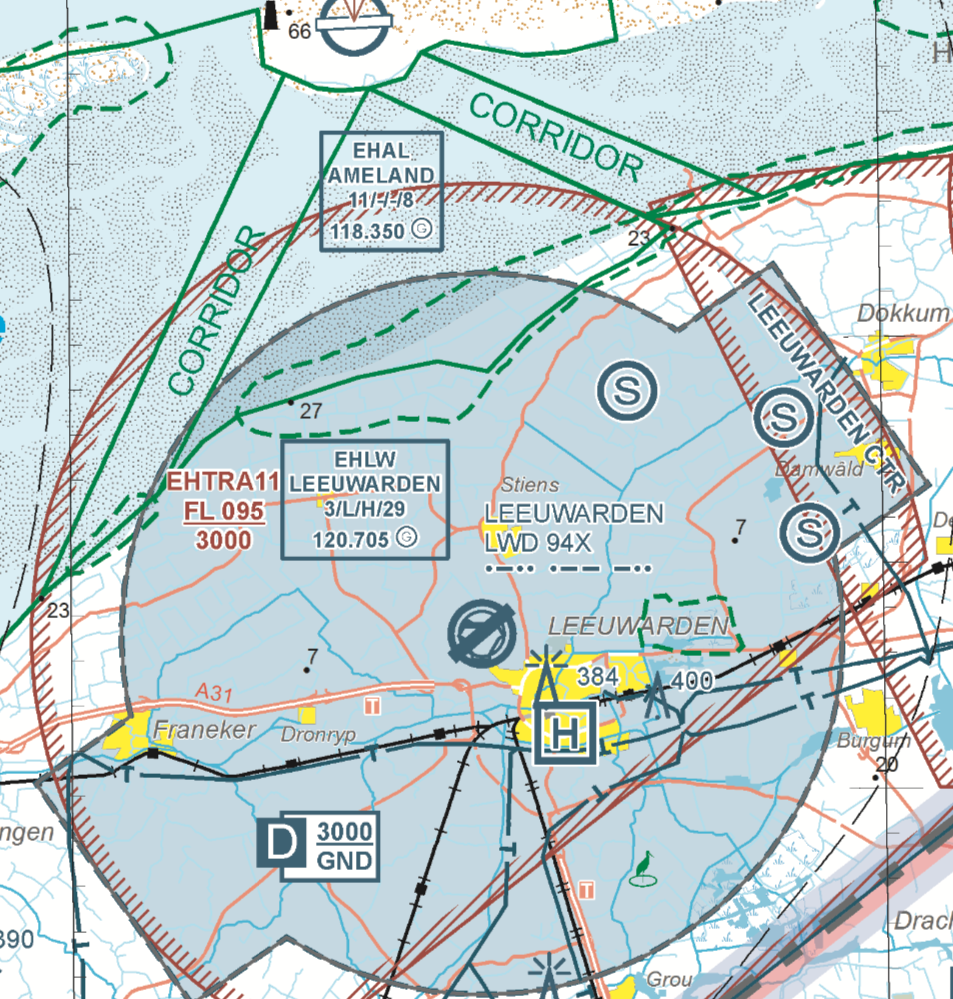 66
H
CORRIDOR
EHAL
AMELAND
11/-/-/8
118.350 G
23
CORRIDOR
LEEUWARDEN CTR
Dokkum
S
S
27
EHTRA11
FL 095
3000
EHLW
LEEUWARDEN
3/L/H/29
120.705 G
Stiens
LEEUWARDEN
LWD 94X
Damwâld
S
7
De
T
23
LEEUWARDEN
7
384
400
A31
T
T
Franeker
Dronryp
T
T
T
H
T
Burgum
20
ngen
D
3000
GND
T
T
T
T
390
Drach
T
Grou